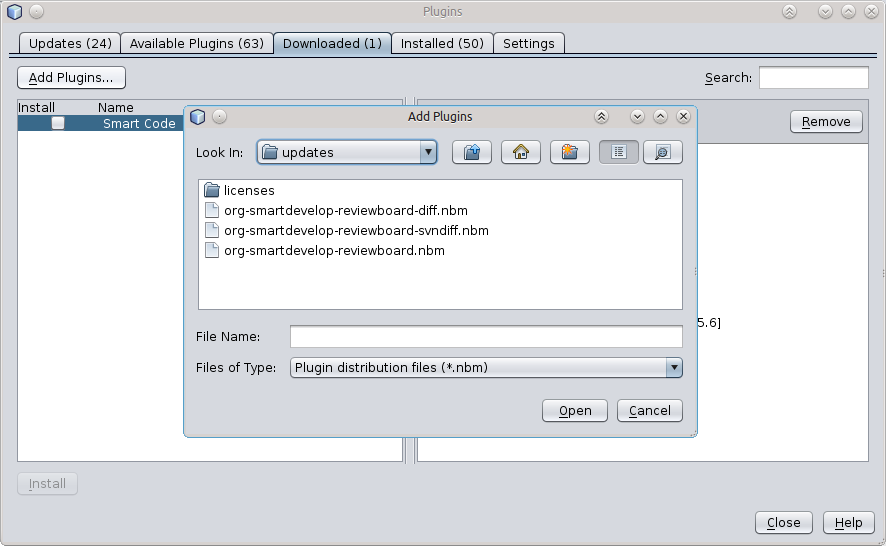 Plugins
Updates (24) Available Plugins (63) Downloaded (1) Installed (50) Settings
Add Plugins... Search:
Install Name
Smart Code
Remove
Add Plugins
Look In: updates
licenses
org-smartdevelop-reviewboard-diff.nbm
org-smartdevelop-reviewboard-svndiff.nbm
org-smartdevelop-reviewboard.nbm
5.6]
File Name:
Files of Type: Plugin distribution files (*.nbm)
Open Cancel
Install
Close Help